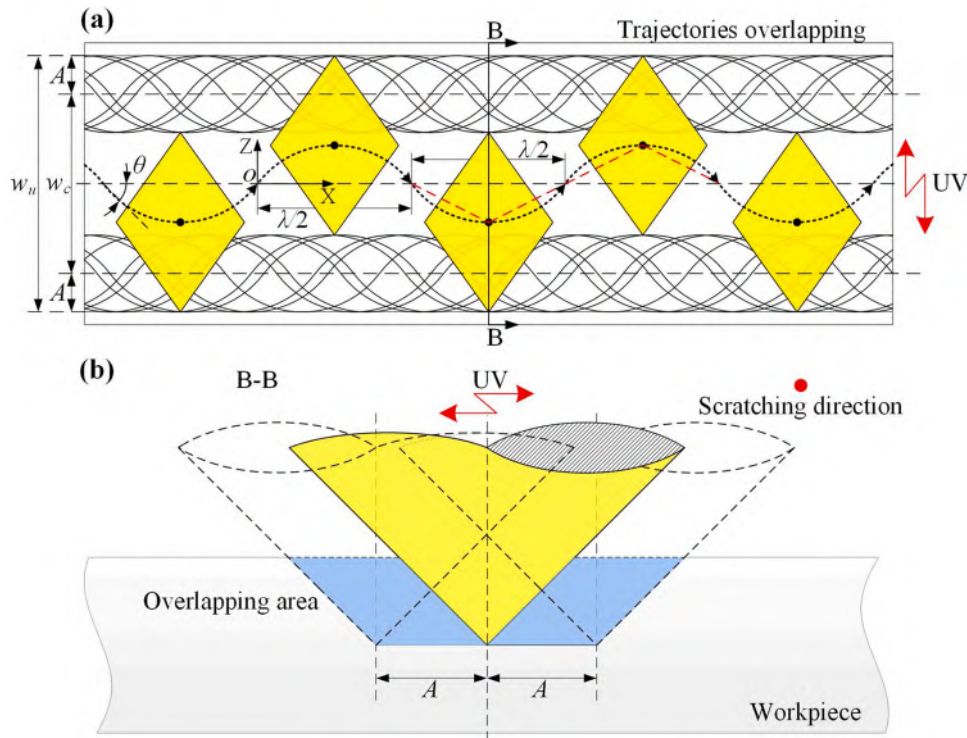 (a)
B
Trajectories overlapping
A
θ
Z
λ/2
w_u
w_c
o
X
UV
λ/2
A
B
(b)
B-B
UV
Scratching direction
Overlapping area
A
A
Workpiece